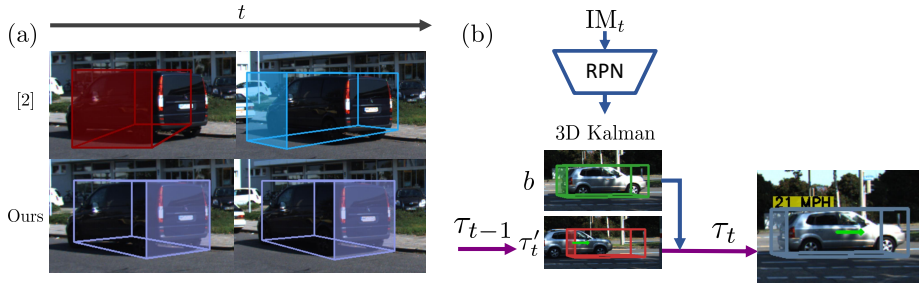 (a)
t
[2]
Ours
(b)
IM_t
RPN
3D Kalman
b
τ_{t−1}
τ′_t
τ_t
21 MPH